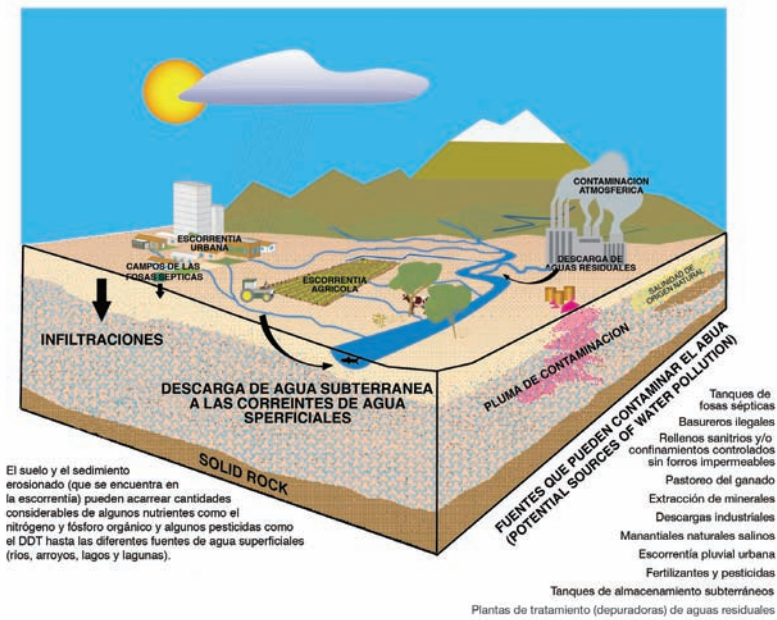 CONTAMINACION
ATMOSFERICA
ESCORRENTIA
URBANA
CAMPOS DE LAS
FOSAS SEPTICAS
DESCARGA DE
AGUAS RESIDUALES
ESCORRENTIA
AGRICOLA
SALINIDAD DE
ORIGEN NATURAL
INFILTRACIONES
PLUMA DE CONTAMINACION
DESCARGA DE AGUA SUBTERRANEA
A LAS CORREINTES DE AGUA
SPERFICIALES
SOLID ROCK
FUENTES QUE PUEDEN CONTAMINAR EL ABUA
(POTENTIAL SOURCES OF WATER POLLUTION)
El suelo y el sedimiento
erosionado (que se encuentra en
la escorrentía) pueden acarrear cantidades
considerables de algunos nutrientes como el
nitrógeno y fósforo orgánico y algunos pesticidas como
el DDT hasta las diferentes fuentes de agua superficiales
(ríos, arroyos, lagos y lagunas).
Tanques de
fosas sépticas
Basureros ilegales
Rellenos sanitrios y/o
confinamientos controlados
sin forros impermeables
Pastoreo del ganado
Extracción de minerales
Descargas industriales
Manantiales naturales salinos
Escorrentía pluvial urbana
Fertilizantes y pesticidas
Tanques de almacenamiento subterráneos
Plantas de tratamiento (depuradoras) de aguas residuales